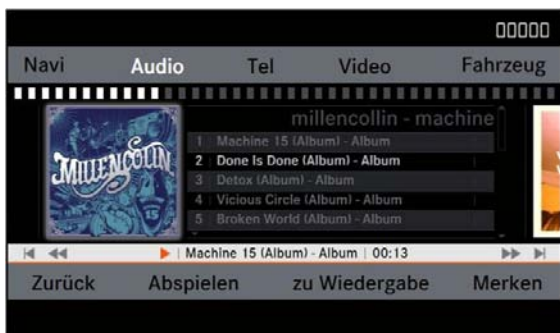 Navi Audio Tel Video Fahrzeug
millencollin - machine
MILLENCOLIN
15
1 Machine 15 (Album) - Album
2 Done Is Done (Album) - Album
3 Detox (Album) - Album
4 Vicious Circle (Album) - Album
5 Broken World (Album) - Album
Machine 15 (Album) - Album | 00:13
Zurück Abspielen zu Wiedergabe Merken